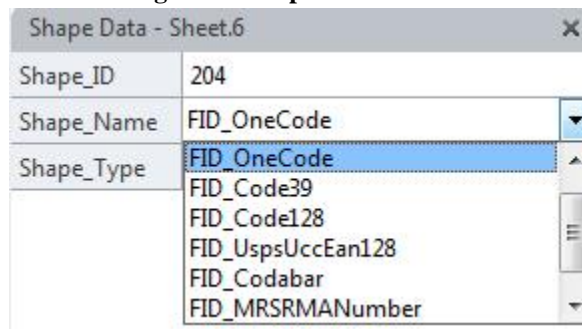 Shape Data - Sheet.6
Shape_ID 204
Shape_Name FID_OneCode
Shape_Type
FID_OneCode
FID_Code39
FID_Code128
FID_UspsUccEan128
FID_Codabar
FID_MRSRMANumber